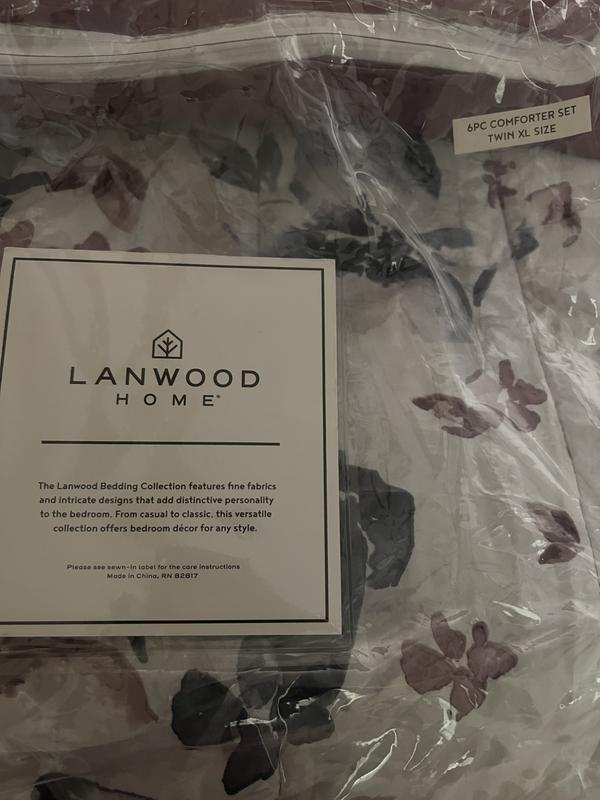 6PC COMFORTER SET
TWIN XL SIZE
LANWOOD
HOME®
The Lanwood Bedding Collection features fine fabrics
and intricate designs that add distinctive personality
to the bedroom. From casual to classic, this versatile
collection offers bedroom décor for any style.
Please see sewn-in label for the care instructions
Made in China, RN 82817